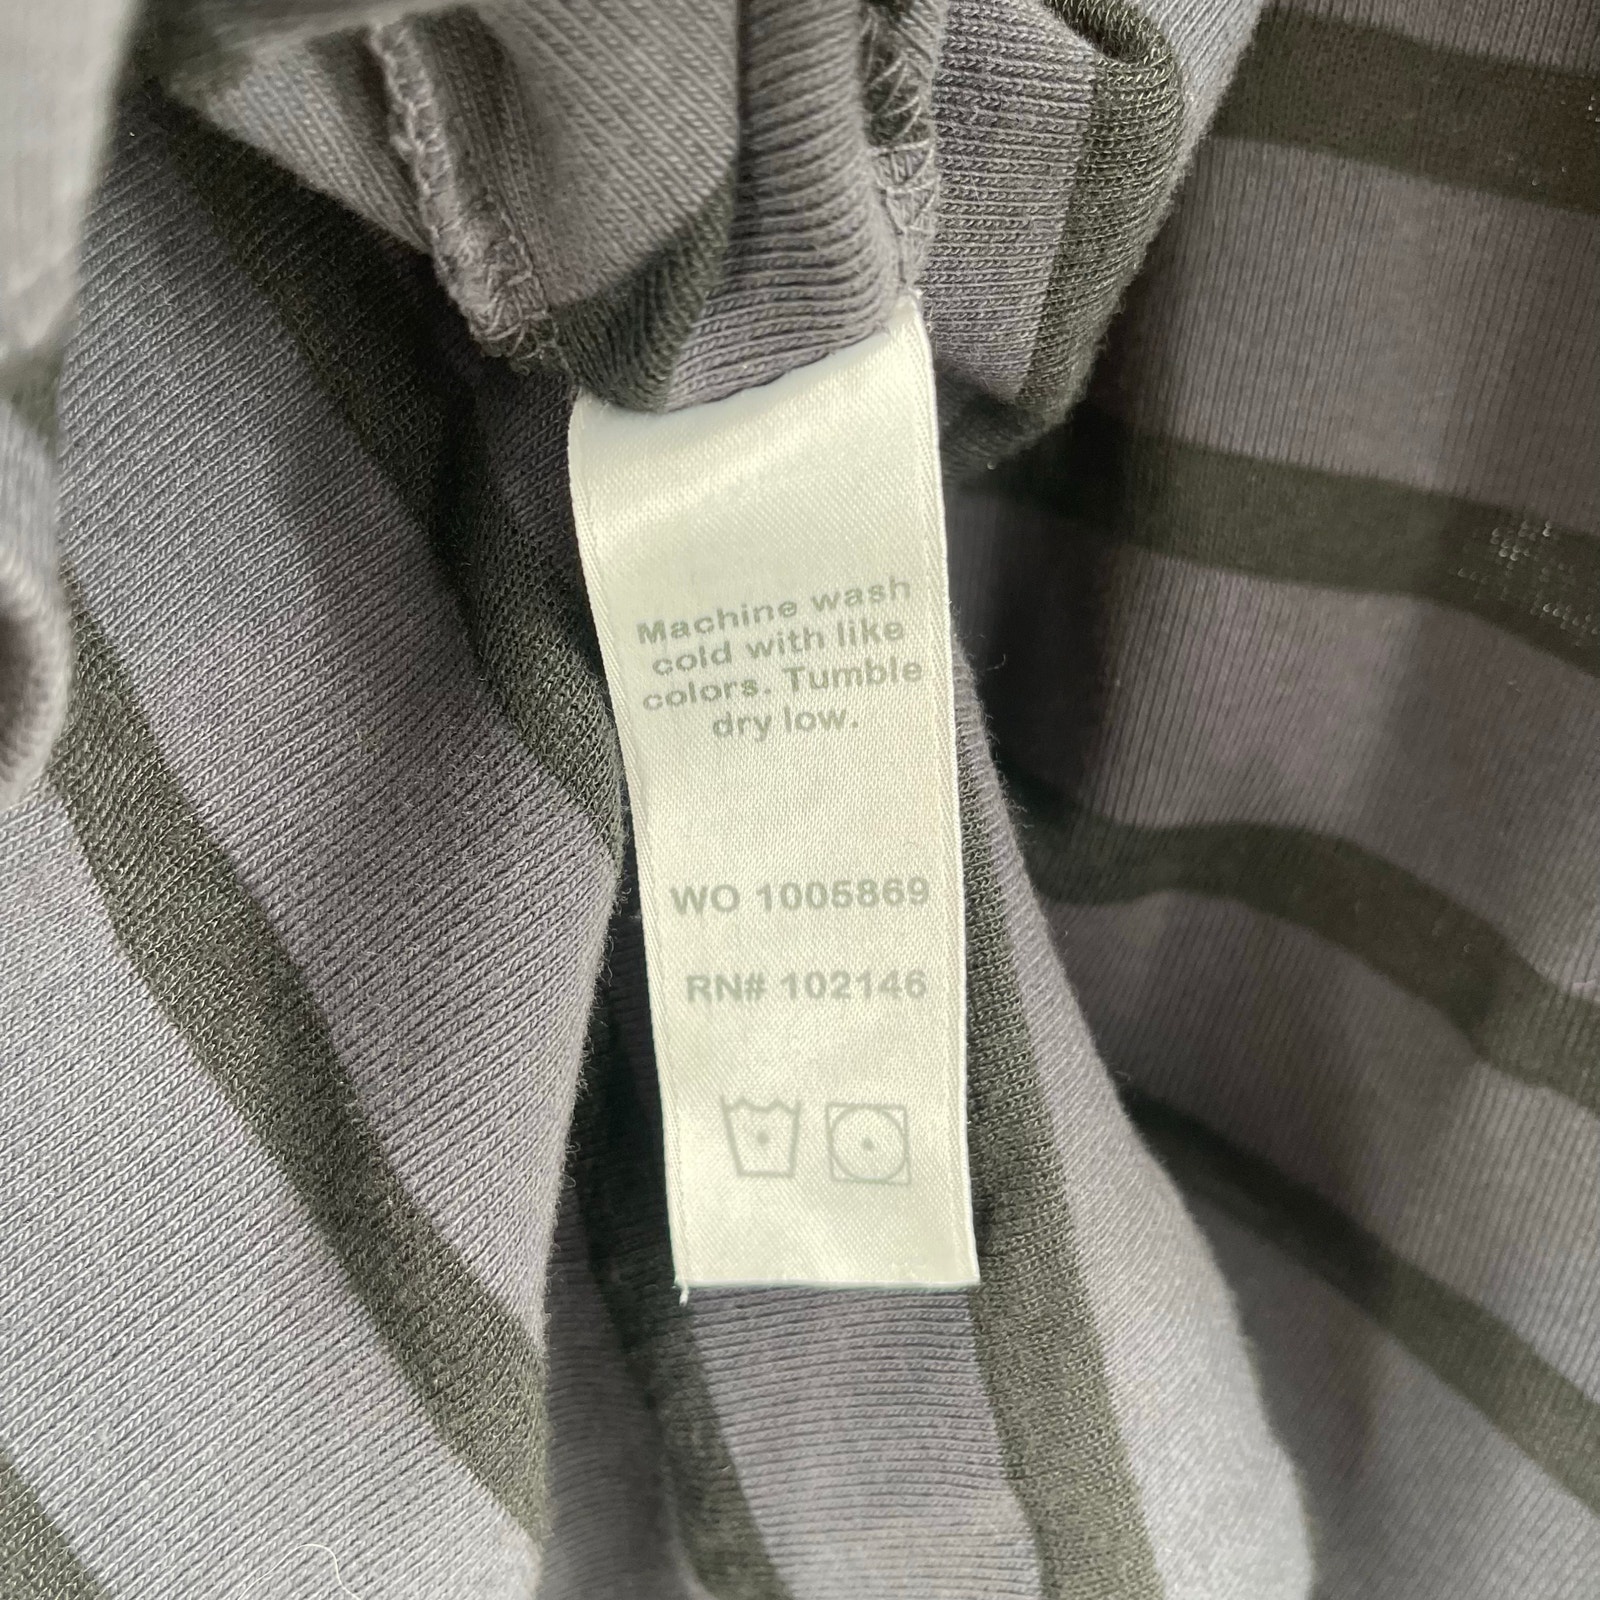 Machine wash
cold with like
colors. Tumble
dry low.
WO 1005869
RN# 102146